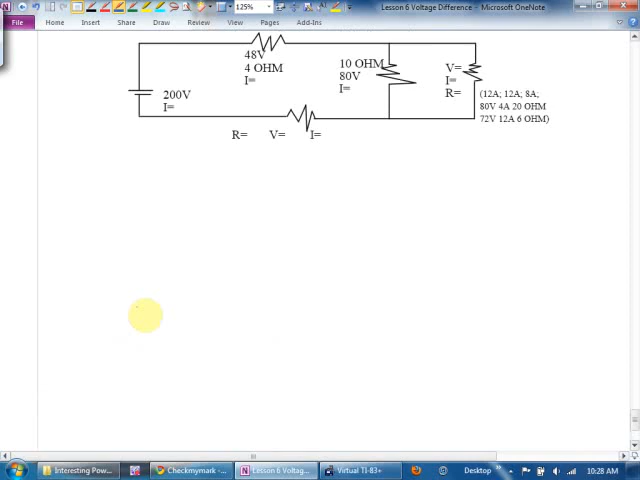 Lesson 6 Voltage Difference - Microsoft OneNote
125%
File Home Insert Share Draw Review View Pages Add-Ins
48V
4 OHM
I=
10 OHM
80V
I=
V=
I=
R=
(12A; 12A; 8A;
80V 4A 20 OHM
72V 12A 6 OHM)
200V
I=
R= V= I=
Interesting Pow... Checkmymark - ... Lesson 6 Voltag... Virtual TI-83+ Desktop 10:28 AM